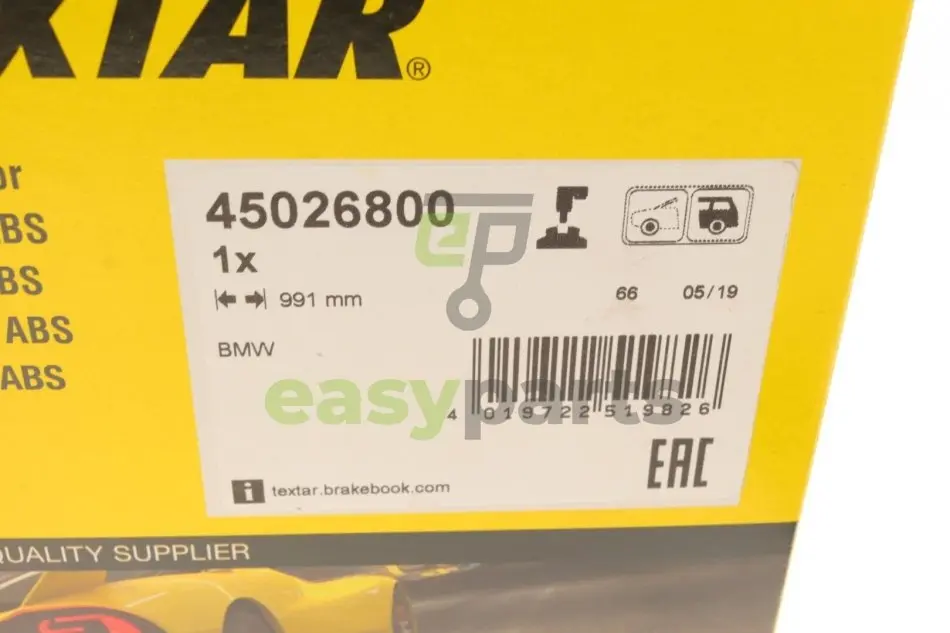 XTAR®
or
ABS
BS
ABS
ABS
45026800
1x
991 mm
66 05/19
BMW
4 019722 519826
EAC
i textar.brakebook.com
QUALITY SUPPLIER
ep
easyparts